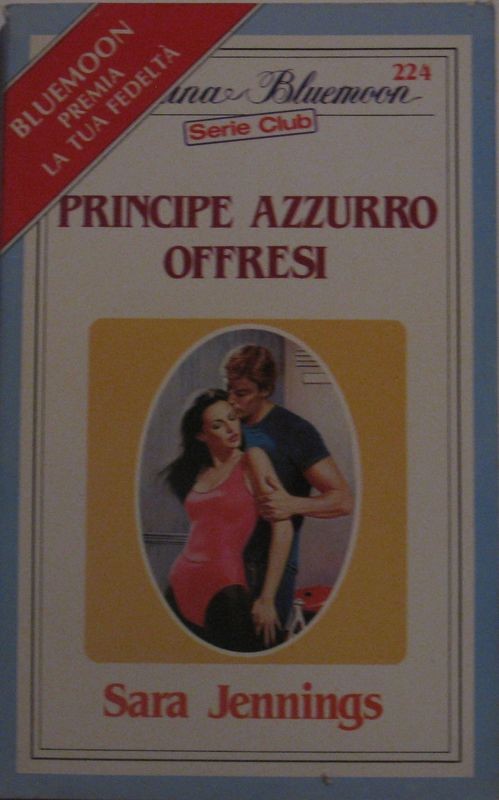 BLUEMOON
PREMIA
LA TUA FEDELTÀ
224
Bluemoon
Serie Club
PRINCIPE AZZURRO
OFFRESI
Sara Jennings